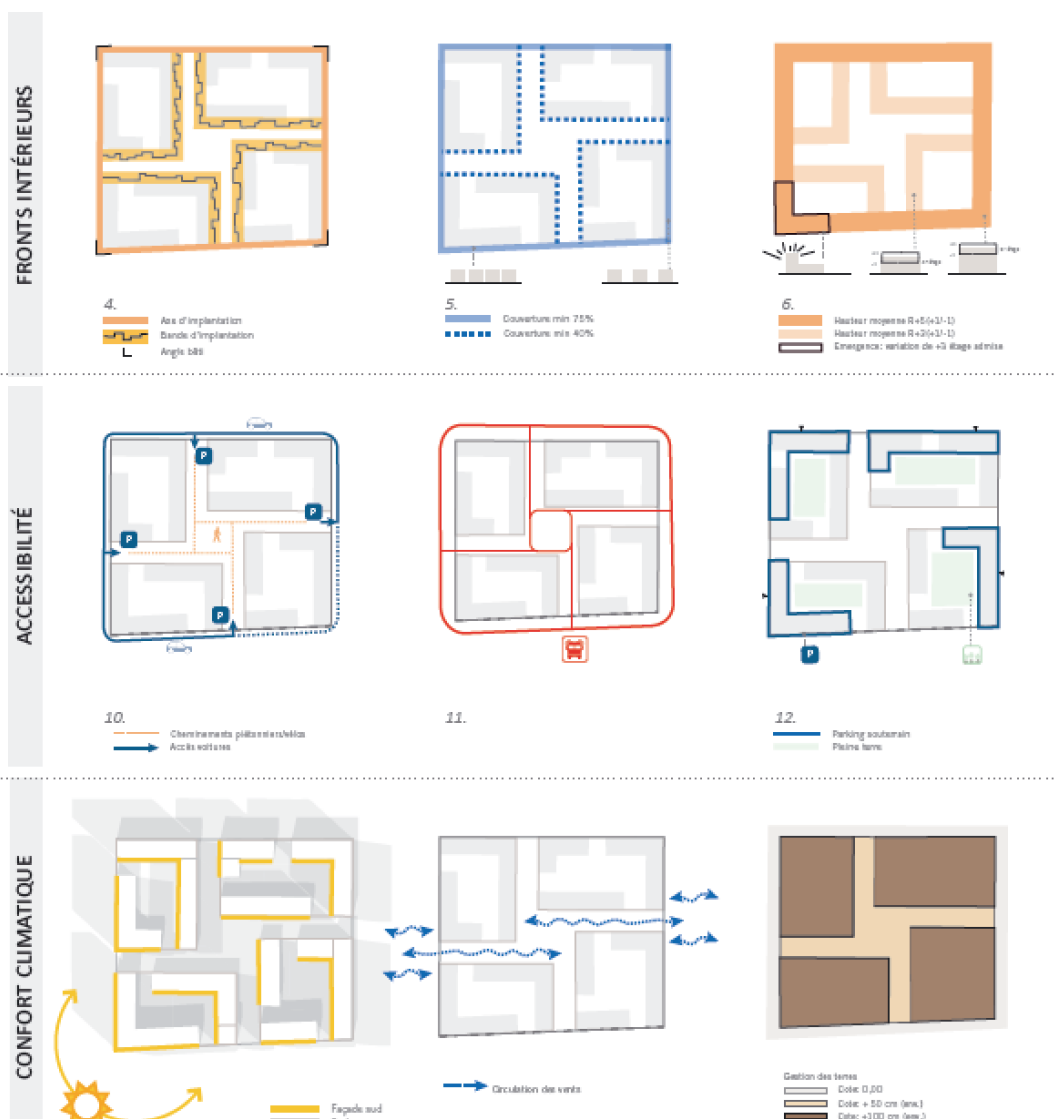 FRONTS INTÉRIEURS
4.
Axe d'implantation
Bande d'implantation
Angle bâti
5.
Couverture min 75%
Couverture min 40%
6.
Hauteur moyenne R+5(+1/-1)
Hauteur moyenne R+3(+1/-1)
Emergence: variation de +3 étage admise
ACCESSIBILITÉ
P
P
P
P
P
10.
Cheminements piétonniers/vélos
Accès voitures
11.
12.
Parking souterrain
Pleine terre
CONFORT CLIMATIQUE
Façade sud
Circulation des vents
Gestion des terres
Cote: 0,00
Cote: + 50 cm (env.)
Cote: +100 cm (env.)